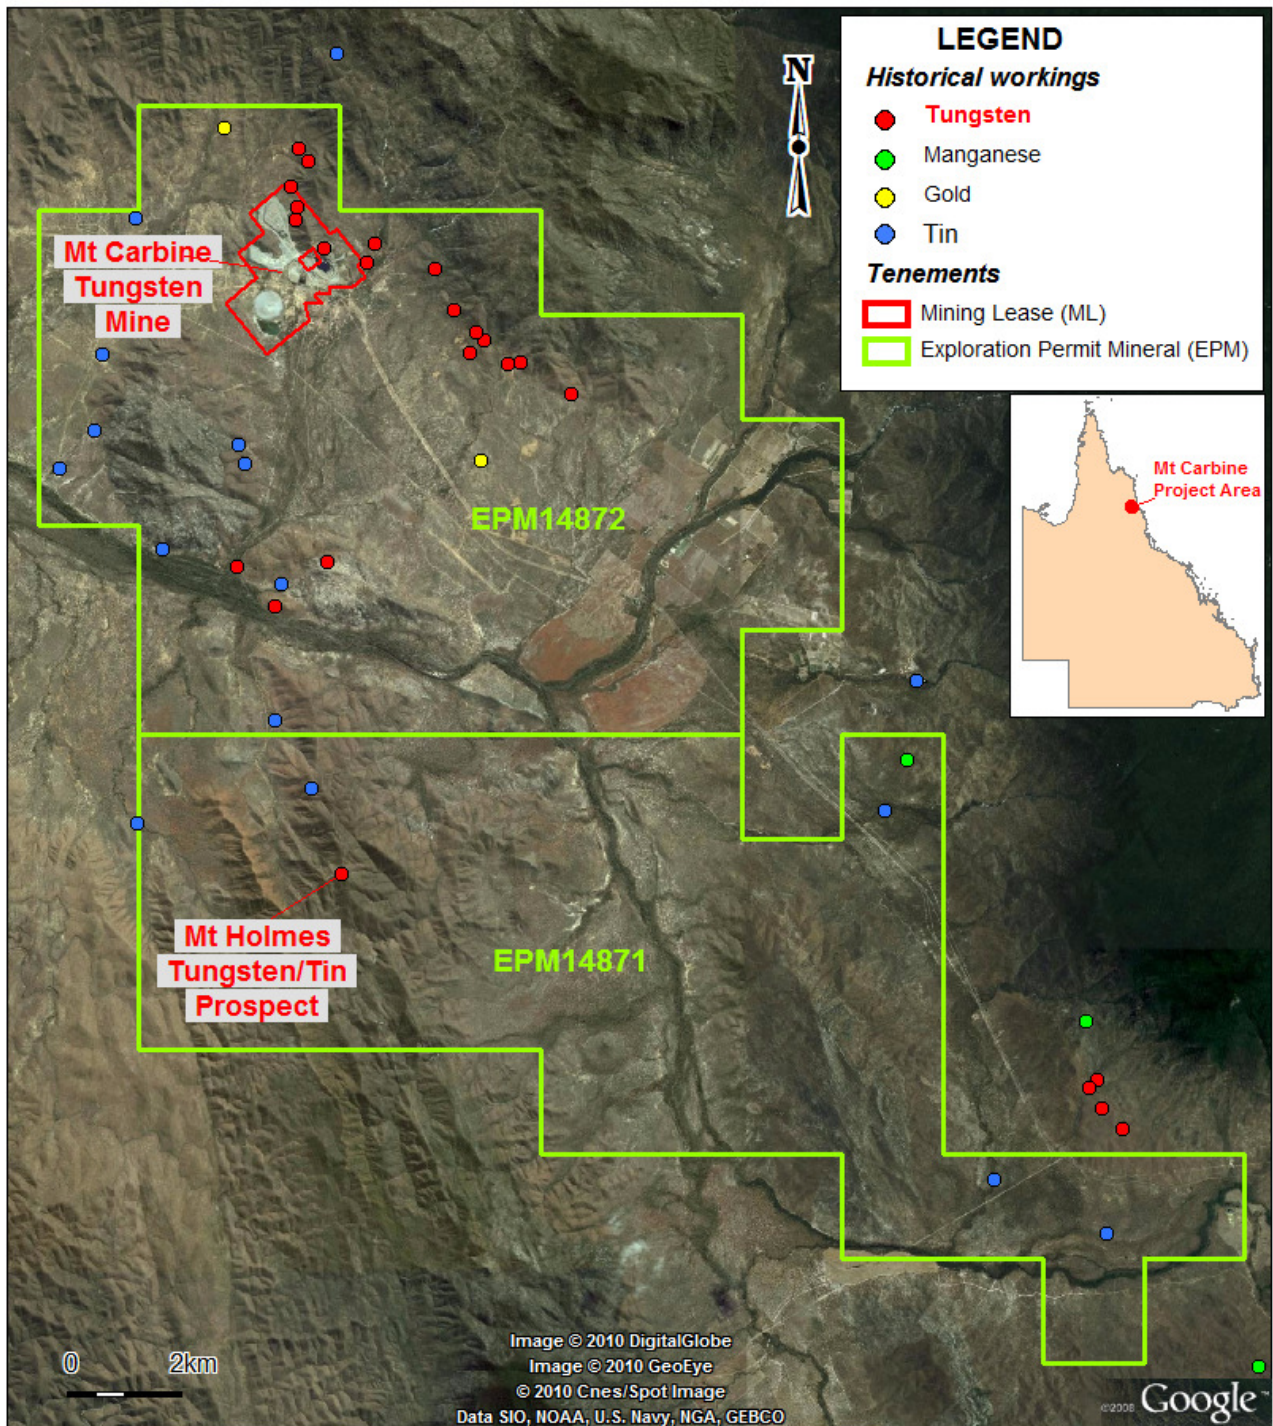 LEGEND
Historical workings
Tungsten
Manganese
Gold
Tin
Tenements
Mining Lease (ML)
Exploration Permit Mineral (EPM)
N
Mt Carbine
Project Area
Mt Carbine
Tungsten
Mine
EPM14872
Mt Holmes
Tungsten/Tin
Prospect
EPM14871
0 2km
Image © 2010 DigitalGlobe
Image © 2010 GeoEye
© 2010 Cnes/Spot Image
Data SIO, NOAA, U.S. Navy, NGA, GEBCO
©2008 Google™